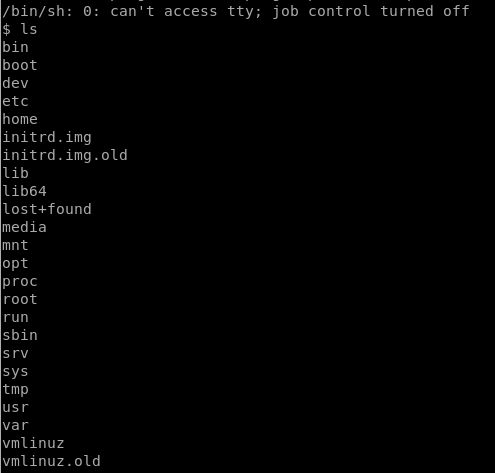 /bin/sh: 0: can't access tty; job control turned off
$ ls
bin
boot
dev
etc
home
initrd.img
initrd.img.old
lib
lib64
lost+found
media
mnt
opt
proc
root
run
sbin
srv
sys
tmp
usr
var
vmlinuz
vmlinuz.old